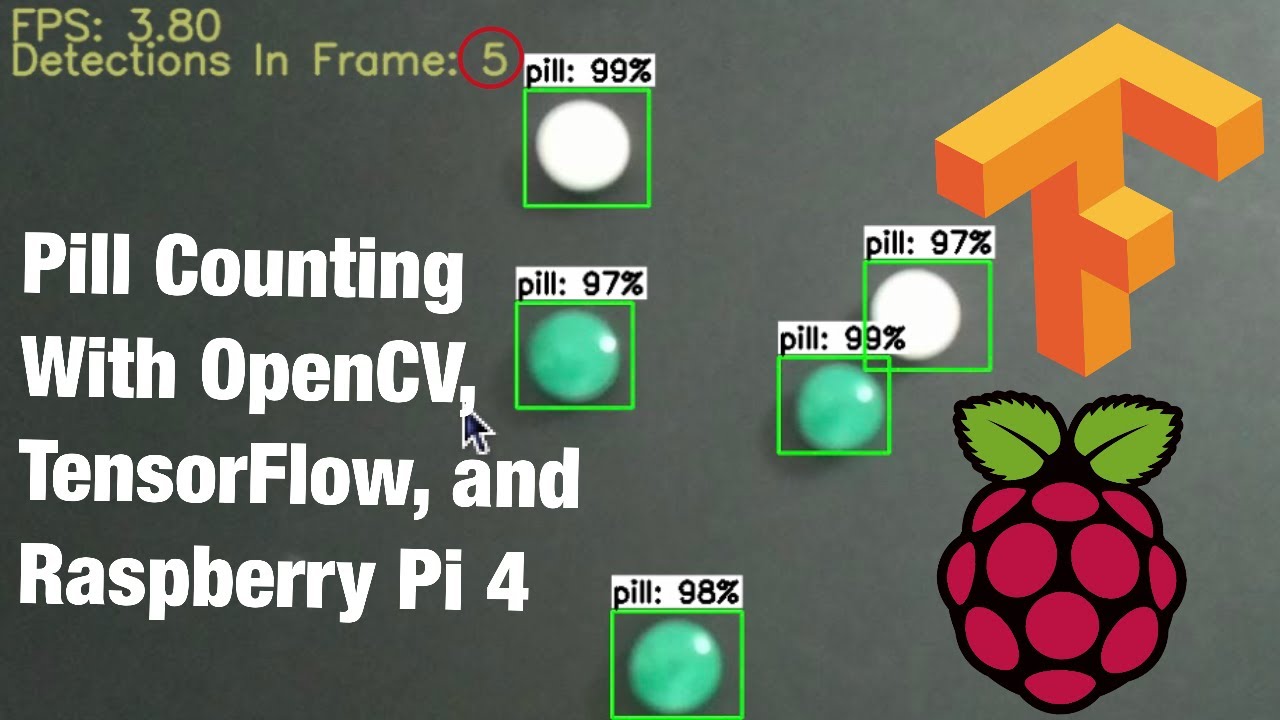 FPS: 3.80
Detections In Frame: 5
pill: 99%
pill: 97%
pill: 97%
pill: 99%
Pill Counting
With OpenCV,
TensorFlow, and
Raspberry Pi 4
pill: 98%